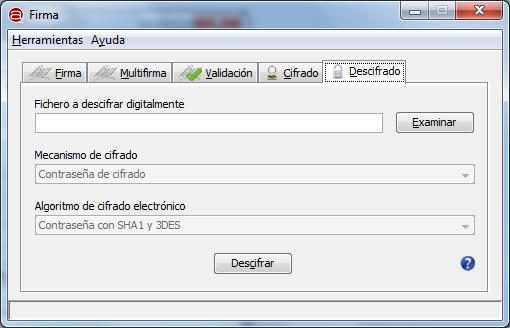 Firma
Herramientas Ayuda
Firma Multifirma Validación Cifrado Descifrado
Fichero a descifrar digitalmente
Examinar
Mecanismo de cifrado
Contraseña de cifrado
Algoritmo de cifrado electrónico
Contraseña con SHA1 y 3DES
Descifrar